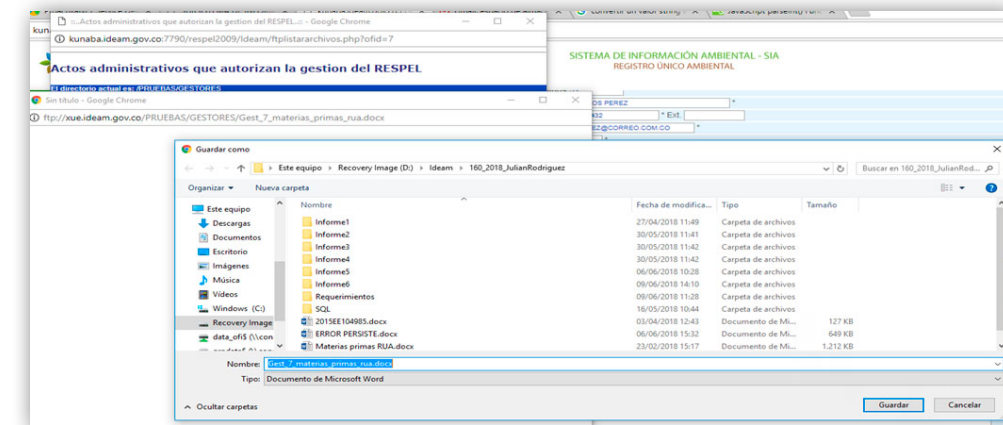 ::..Actos administrativos que autorizan la gestion del RESPEL..:: - Google Chrome
kunaba.ideam.gov.co:7790/respel2009/Ideam/ftplistararchivos.php?ofid=7
Actos administrativos que autorizan la gestion del RESPEL
El directorio actual es: /PRUEBAS/GESTORES
SISTEMA DE INFORMACIÓN AMBIENTAL - SIA
REGISTRO ÚNICO AMBIENTAL
OS PEREZ *
432 * Ext.
EZ@CORREO.COM.CO *
Sin título - Google Chrome
ftp://xue.ideam.gov.co/PRUEBAS/GESTORES/Gest_7_materias_primas_rua.docx
Guardar como
Este equipo > Recovery Image (D:) > Ideam > 160_2018_JulianRodriguez
Buscar en 160_2018_JulianRod...
Organizar Nueva carpeta
Nombre Fecha de modifica... Tipo Tamaño
Este equipo
Descargas
Documentos
Escritorio
Imágenes
Música
Vídeos
Windows (C:)
Recovery Image
data_ofi$ (\\con
Informe1 27/04/2018 11:49 Carpeta de archivos
Informe2 30/05/2018 11:41 Carpeta de archivos
Informe3 30/05/2018 11:42 Carpeta de archivos
Informe4 30/05/2018 11:42 Carpeta de archivos
Informe5 06/06/2018 10:28 Carpeta de archivos
Informe6 09/06/2018 14:10 Carpeta de archivos
Requerimientos 09/06/2018 11:28 Carpeta de archivos
SQL 16/05/2018 10:44 Carpeta de archivos
2015EE104985.docx 03/04/2018 12:43 Documento de Mi... 127 KB
ERROR PERSISTE.docx 06/06/2018 15:32 Documento de Mi... 649 KB
Materias primas RUA.docx 23/02/2018 15:17 Documento de Mi... 1.212 KB
Nombre: Gest_7_materias_primas_rua.docx
Tipo: Documento de Microsoft Word
Ocultar carpetas
Guardar Cancelar